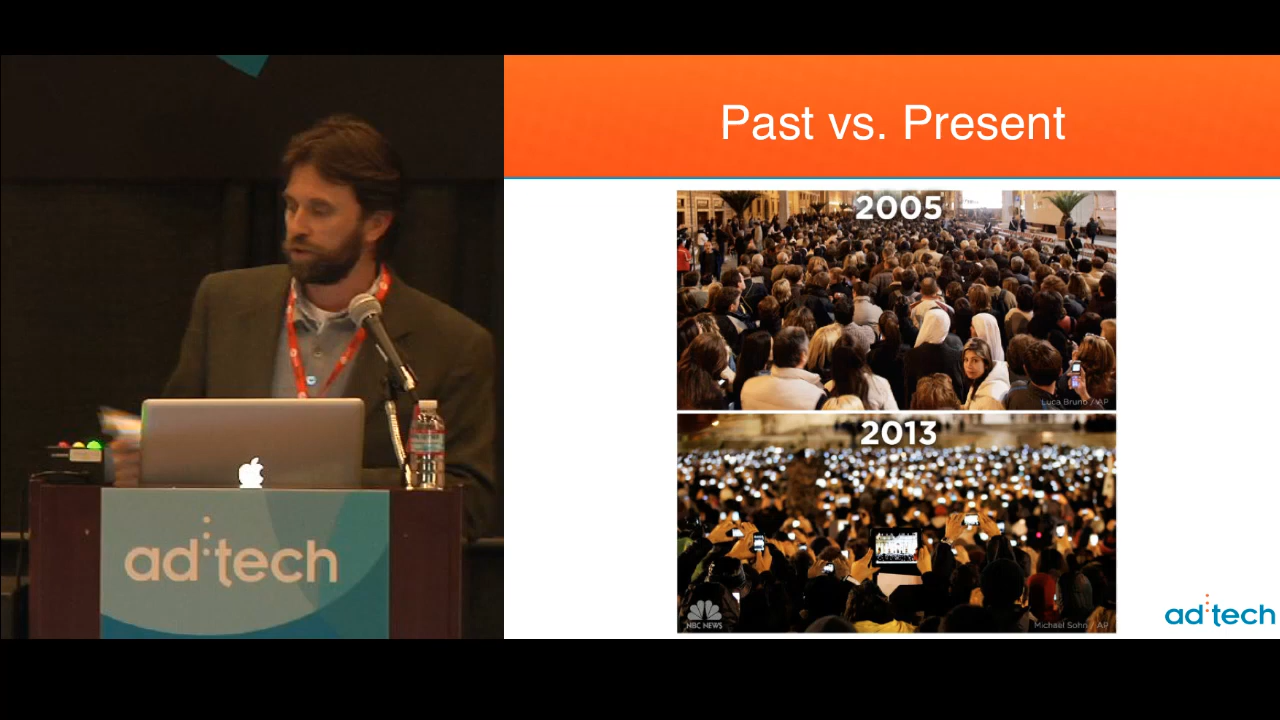 Past vs. Present
2005
Luca Bruno / AP
2013
NBC NEWS
Michael Sohn / AP
ad:tech
ad:tech